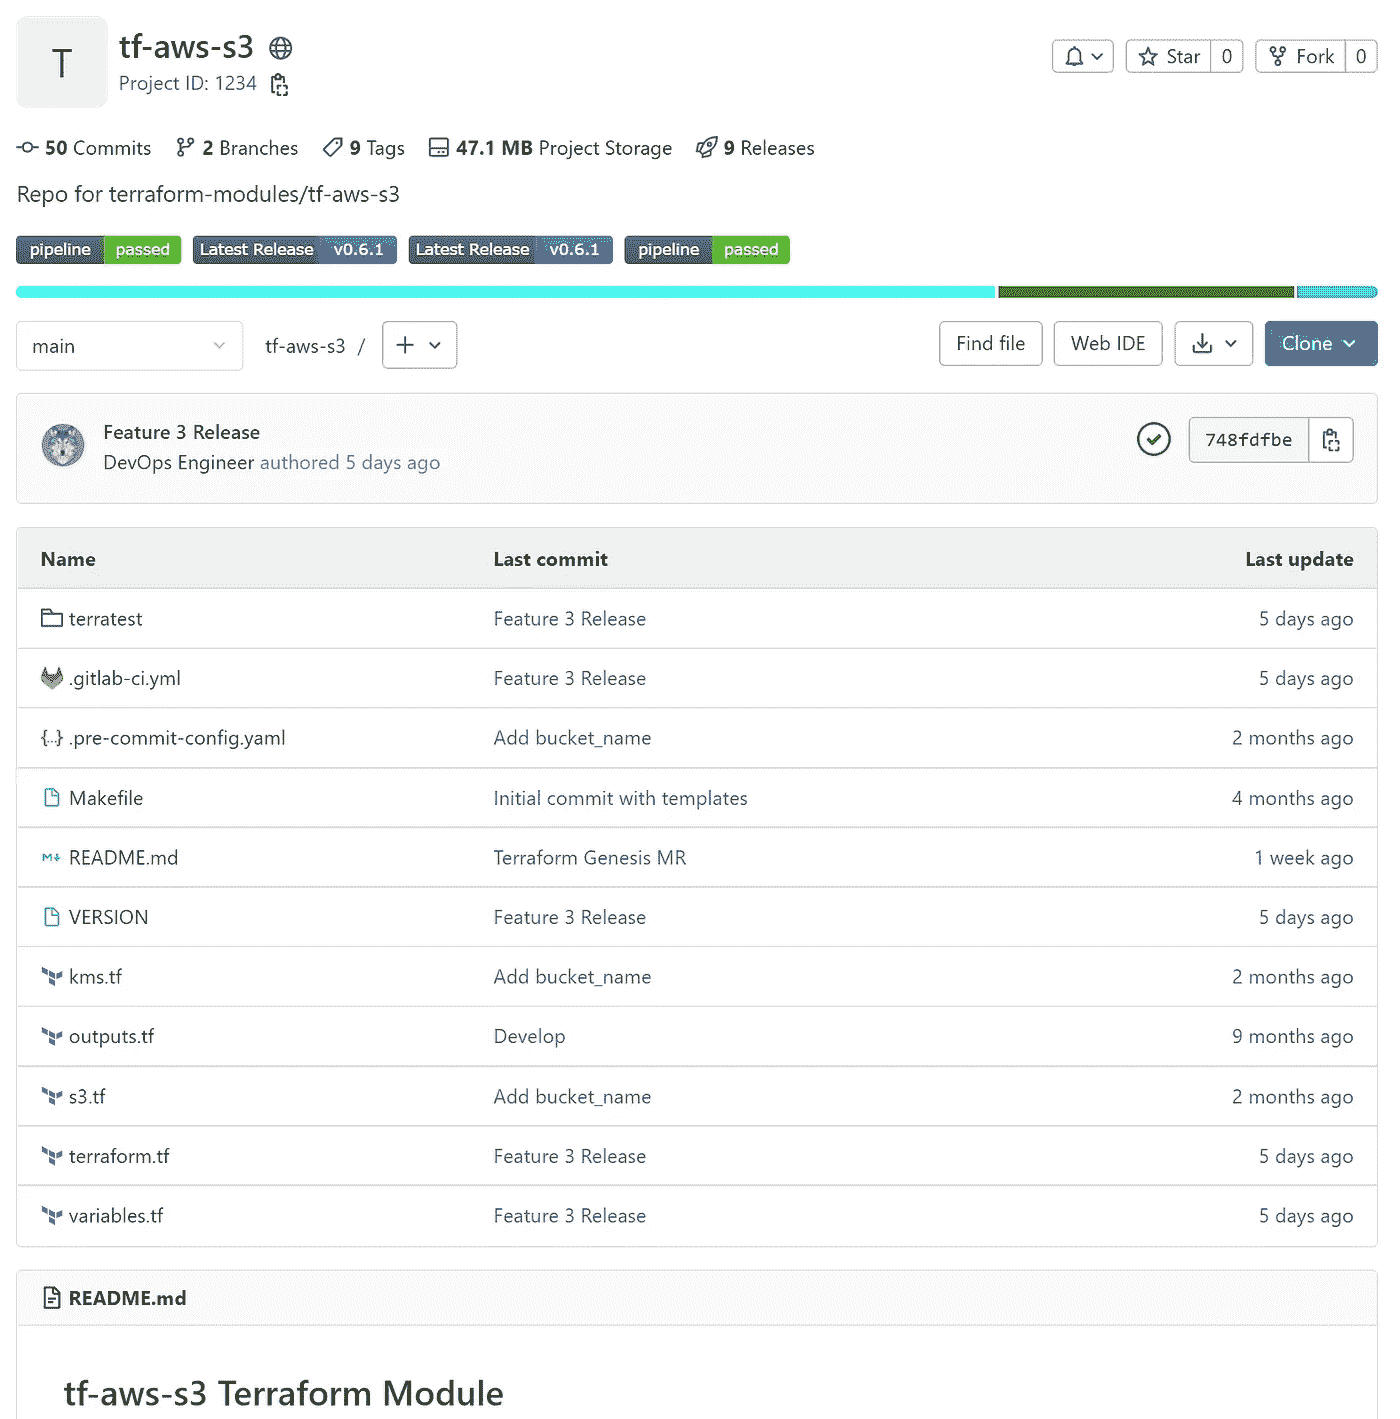 T
tf-aws-s3
Project ID: 1234
Star 0
Fork 0
50 Commits 2 Branches 9 Tags 47.1 MB Project Storage 9 Releases
Repo for terraform-modules/tf-aws-s3
pipeline passed Latest Release v0.6.1 Latest Release v0.6.1 pipeline passed
main tf-aws-s3 / + Find file Web IDE Clone
Feature 3 Release
DevOps Engineer authored 5 days ago
748fdfbe
Name Last commit Last update
terratest Feature 3 Release 5 days ago
.gitlab-ci.yml Feature 3 Release 5 days ago
{..} .pre-commit-config.yaml Add bucket_name 2 months ago
Makefile Initial commit with templates 4 months ago
M↓ README.md Terraform Genesis MR 1 week ago
VERSION Feature 3 Release 5 days ago
kms.tf Add bucket_name 2 months ago
outputs.tf Develop 9 months ago
s3.tf Add bucket_name 2 months ago
terraform.tf Feature 3 Release 5 days ago
variables.tf Feature 3 Release 5 days ago
README.md
tf-aws-s3 Terraform Module